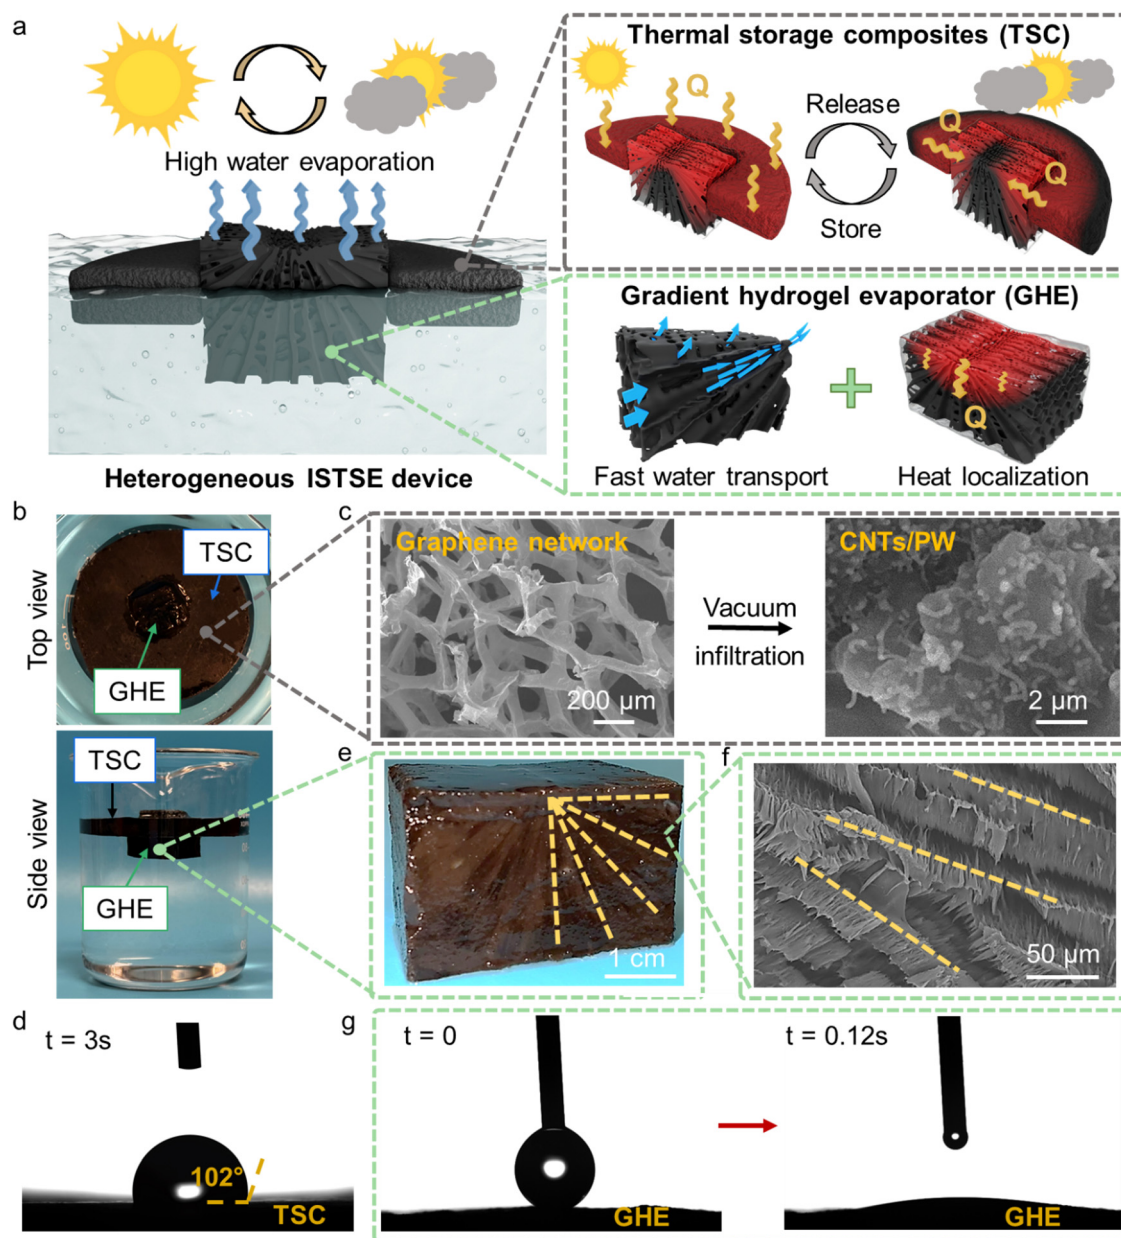 a
Thermal storage composites (TSC)
Q
Release
Q
Q
Store
High water evaporation
Gradient hydrogel evaporator (GHE)
Q
Fast water transport
Heat localization
Heterogeneous ISTSE device
b
Top view
TSC
GHE
Side view
TSC
GHE
c
Graphene network
200 μm
Vacuum
infiltration
CNTs/PW
2 μm
e
1 cm
f
50 μm
d
t = 3s
102°
TSC
g
t = 0
GHE
t = 0.12s
GHE